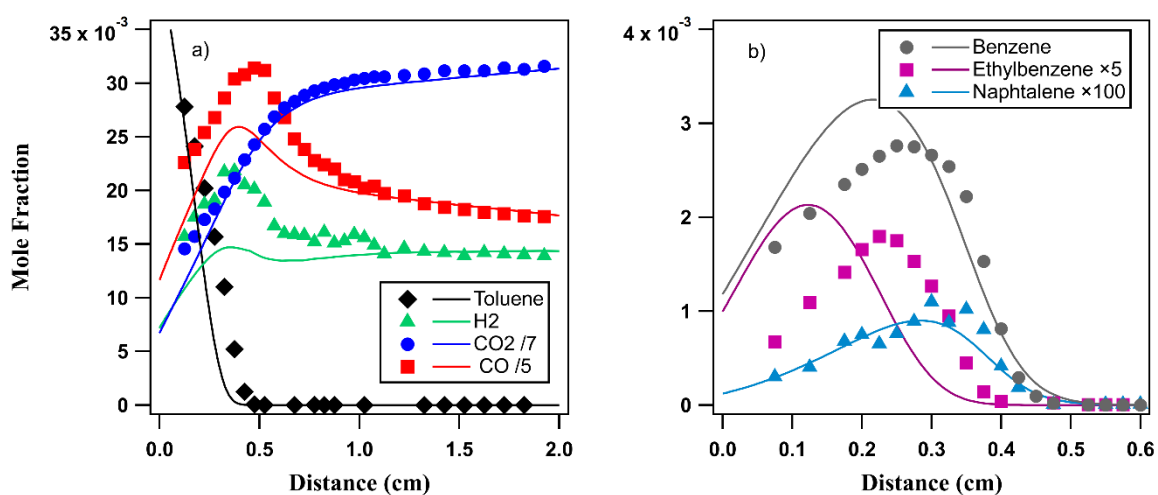 35 x 10⁻³
30
25
20
15
10
5
0
Mole Fraction
a)
Toluene
H2
CO2 /7
CO /5
0.0 0.5 1.0 1.5 2.0
Distance (cm)
4 x 10⁻³
3
2
1
0
b)
Benzene
Ethylbenzene ×5
Naphtalene ×100
0.0 0.1 0.2 0.3 0.4 0.5 0.6
Distance (cm)